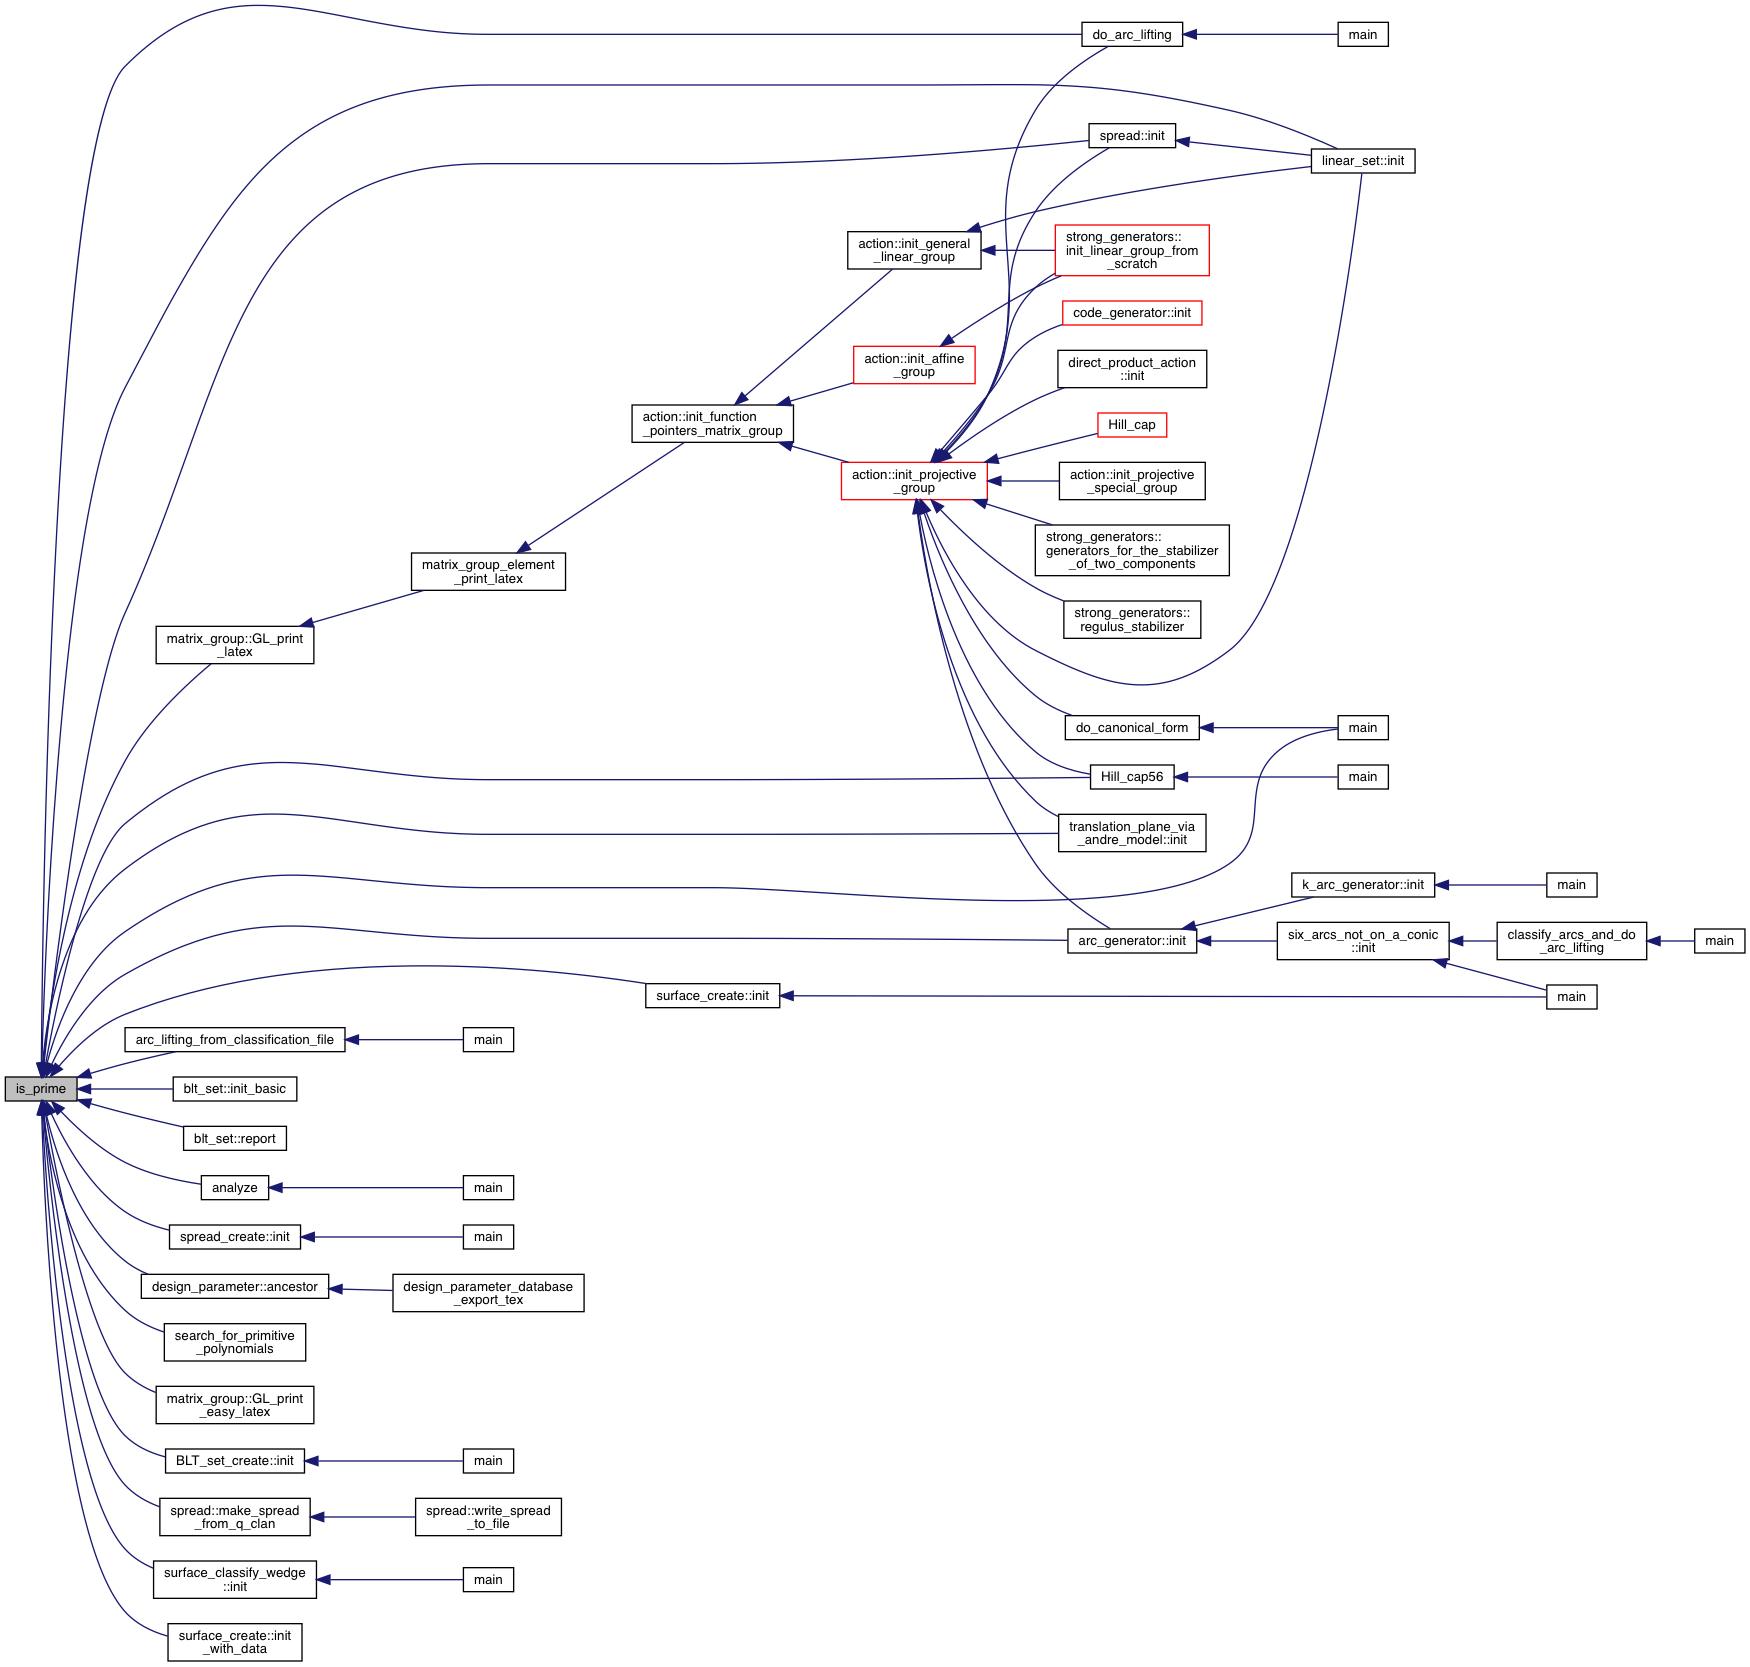 do_arc_lifting
main
spread::init
linear_set::init
action::init_general
_linear_group
strong_generators::
init_linear_group_from
_scratch
code_generator::init
action::init_affine
_group
direct_product_action
::init
action::init_function
_pointers_matrix_group
Hill_cap
action::init_projective
_group
action::init_projective
_special_group
strong_generators::
generators_for_the_stabilizer
_of_two_components
matrix_group_element
_print_latex
strong_generators::
regulus_stabilizer
matrix_group::GL_print
_latex
do_canonical_form
main
Hill_cap56
main
translation_plane_via
_andre_model::init
k_arc_generator::init
main
arc_generator::init
six_arcs_not_on_a_conic
::init
classify_arcs_and_do
_arc_lifting
main
surface_create::init
main
arc_lifting_from_classification_file
main
is_prime
blt_set::init_basic
blt_set::report
analyze
main
spread_create::init
main
design_parameter::ancestor
design_parameter_database
_export_tex
search_for_primitive
_polynomials
matrix_group::GL_print
_easy_latex
BLT_set_create::init
main
spread::make_spread
_from_q_clan
spread::write_spread
_to_file
surface_classify_wedge
::init
main
surface_create::init
_with_data